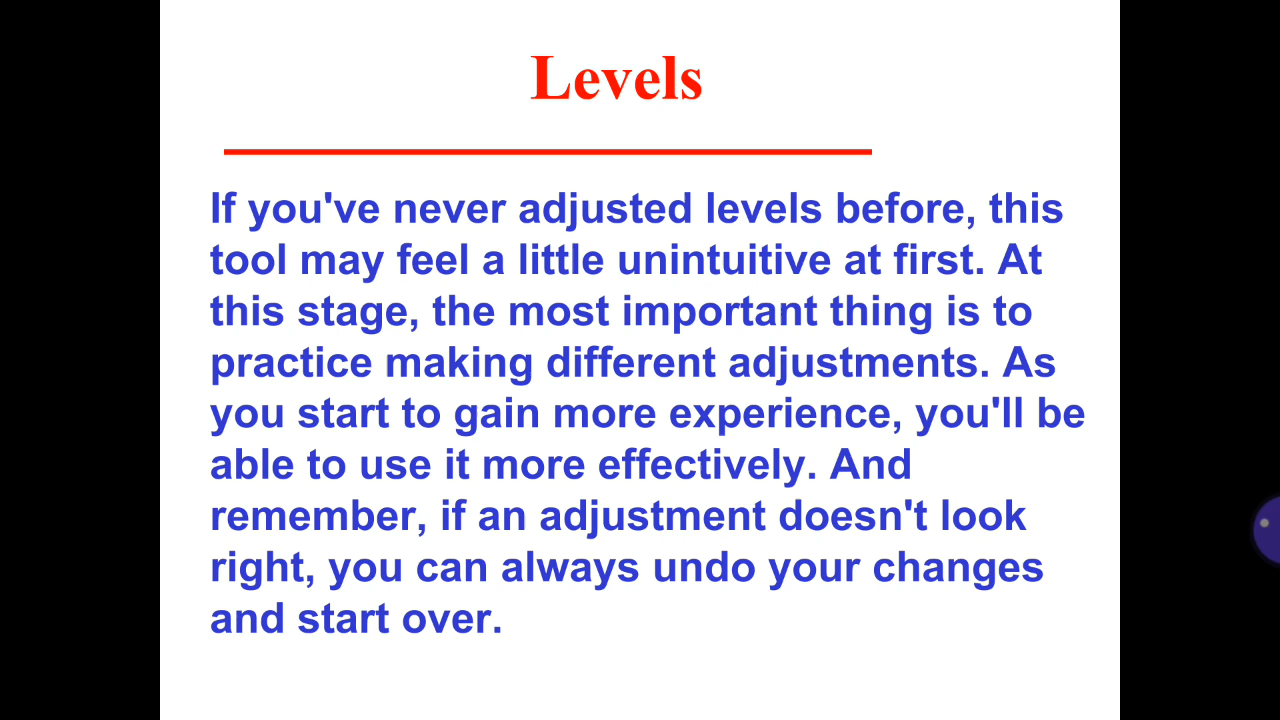 Levels
If you've never adjusted levels before, this
tool may feel a little unintuitive at first. At
this stage, the most important thing is to
practice making different adjustments. As
you start to gain more experience, you'll be
able to use it more effectively. And
remember, if an adjustment doesn't look
right, you can always undo your changes
and start over.